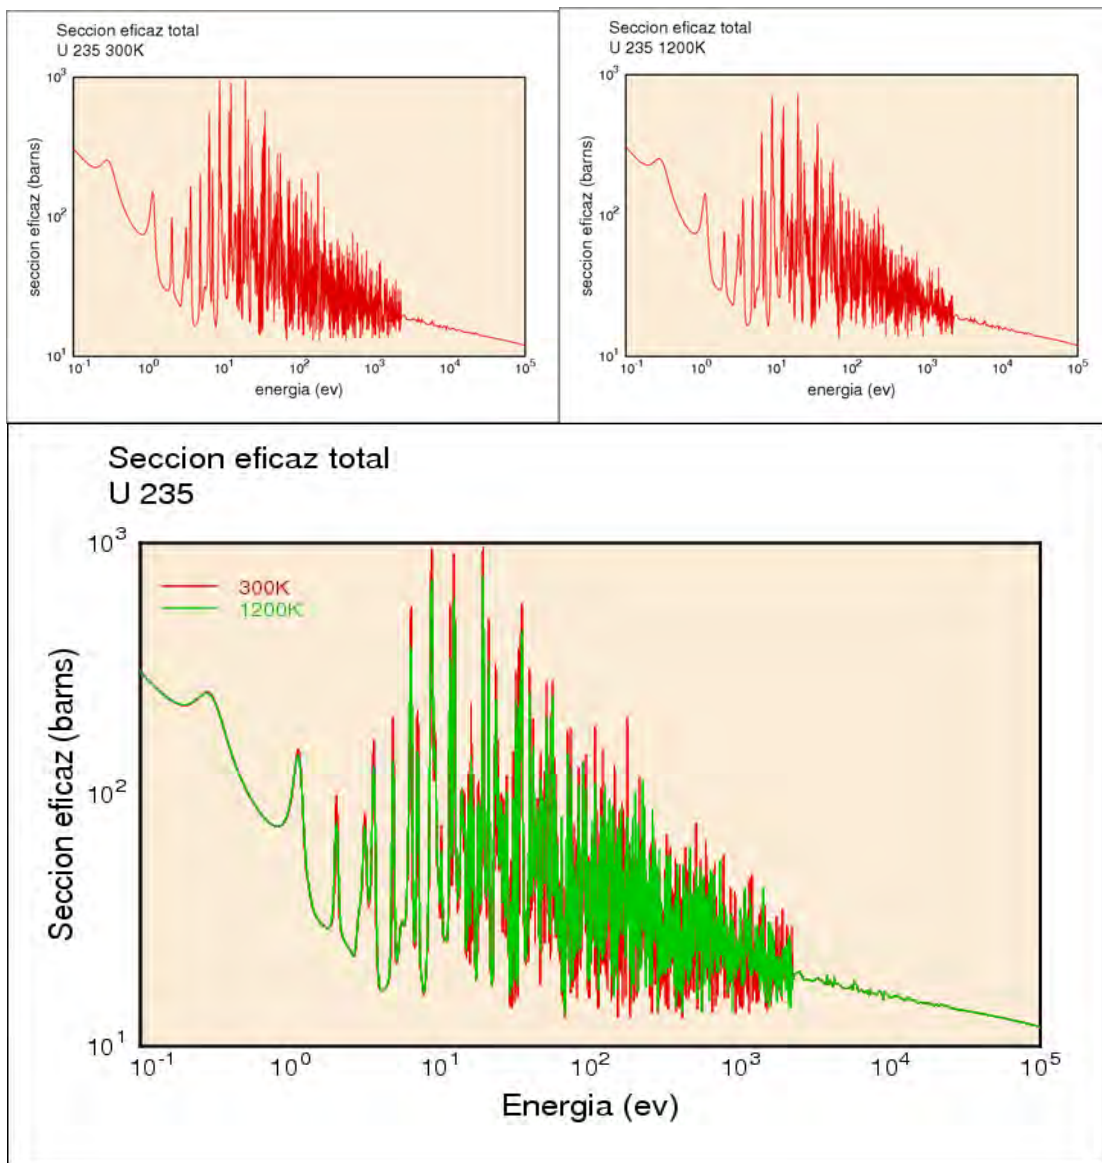 Seccion eficaz total
U 235 300K
10³
10²
10¹
seccion eficaz (barns)
10⁻¹ 10⁰ 10¹ 10² 10³ 10⁴ 10⁵
energia (ev)
Seccion eficaz total
U 235 1200K
10³
10²
10¹
seccion eficaz (barns)
10⁻¹ 10⁰ 10¹ 10² 10³ 10⁴ 10⁵
energia (ev)
Seccion eficaz total
U 235
10³
300K
1200K
10²
10¹
Seccion eficaz (barns)
10⁻¹ 10⁰ 10¹ 10² 10³ 10⁴ 10⁵
Energia (ev)